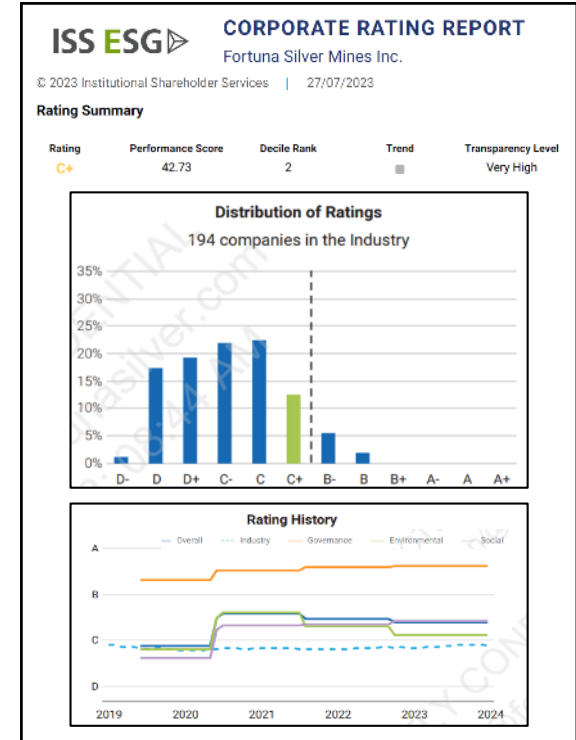 ISS ESG
CORPORATE RATING REPORT
Fortuna Silver Mines Inc.
© 2023 Institutional Shareholder Services | 27/07/2023
Rating Summary
Rating Performance Score Decile Rank Trend Transparency Level
C+ 42.73 2 Very High
Distribution of Ratings
194 companies in the Industry
35%
30%
25%
20%
15%
10%
5%
0%
D- D D+ C- C C+ B- B B+ A- A A+
Rating History
Overall Industry Governance Environmental Social
A
B
C
D
2019 2020 2021 2022 2023 2024